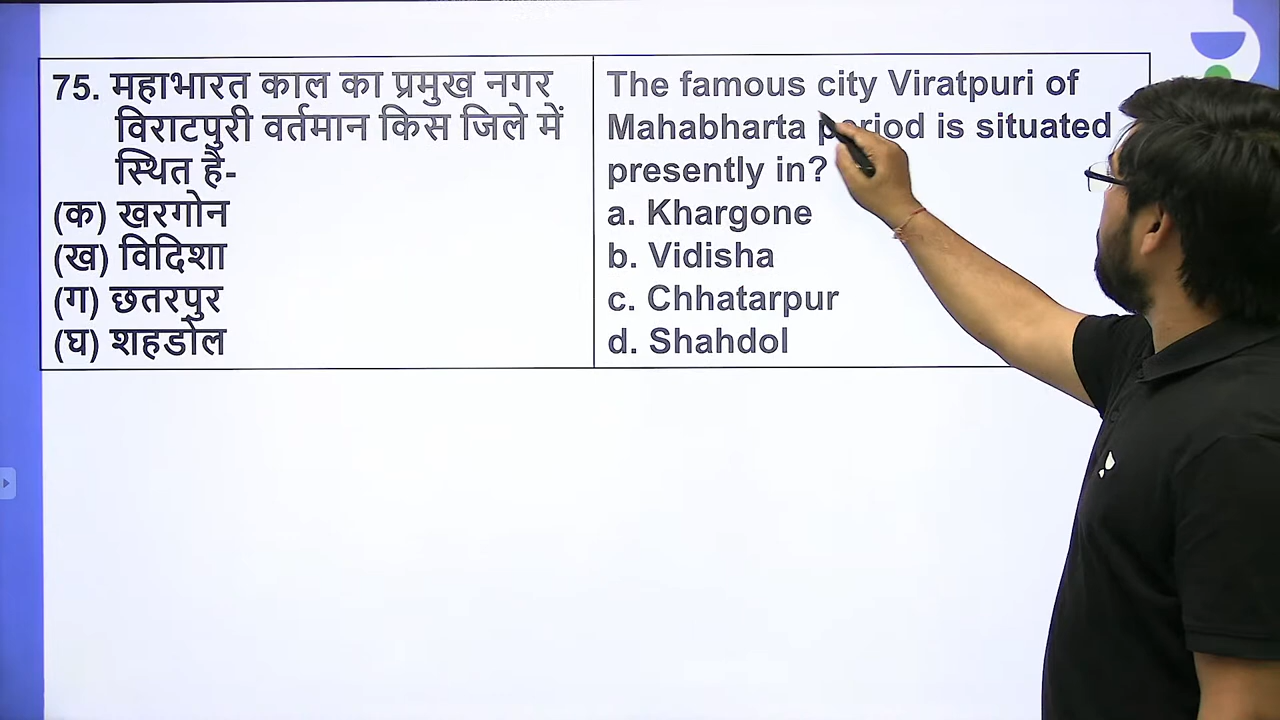 75. महाभारत काल का प्रमुख नगर
विराटपुरी वर्तमान किस जिले में
स्थित है-
(क) खरगोन
(ख) विदिशा
(ग) छतरपुर
(घ) शहडोल
The famous city Viratpuri of
Mahabharta period is situated
presently in?
a. Khargone
b. Vidisha
c. Chhatarpur
d. Shahdol